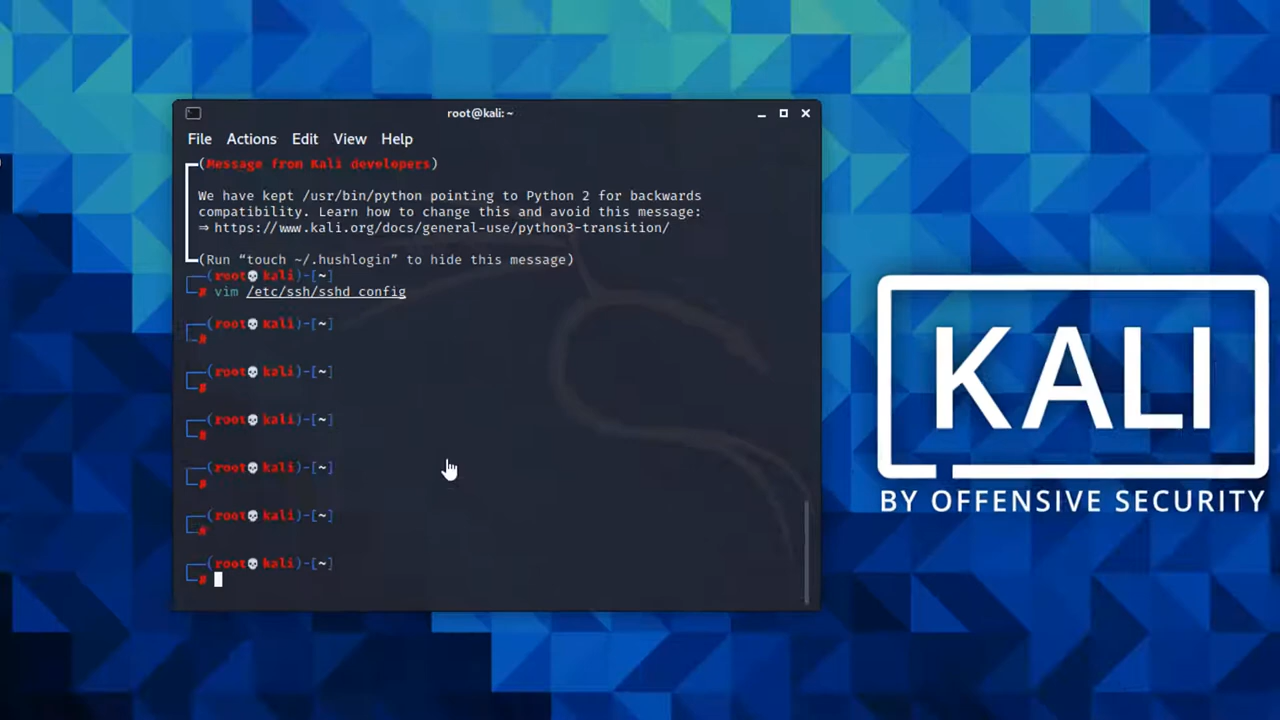 root@kali: ~
File Actions Edit View Help
(Message from Kali developers)
We have kept /usr/bin/python pointing to Python 2 for backwards
compatibility. Learn how to change this and avoid this message:
⇒ https://www.kali.org/docs/general-use/python3-transition/
(Run “touch ~/.hushlogin” to hide this message)
(root💀kali)-[~]
# vim /etc/ssh/sshd_config
(root💀kali)-[~]
#
(root💀kali)-[~]
#
(root💀kali)-[~]
#
(root💀kali)-[~]
#
(root💀kali)-[~]
#
(root💀kali)-[~]
#
KALI
BY OFFENSIVE SECURITY